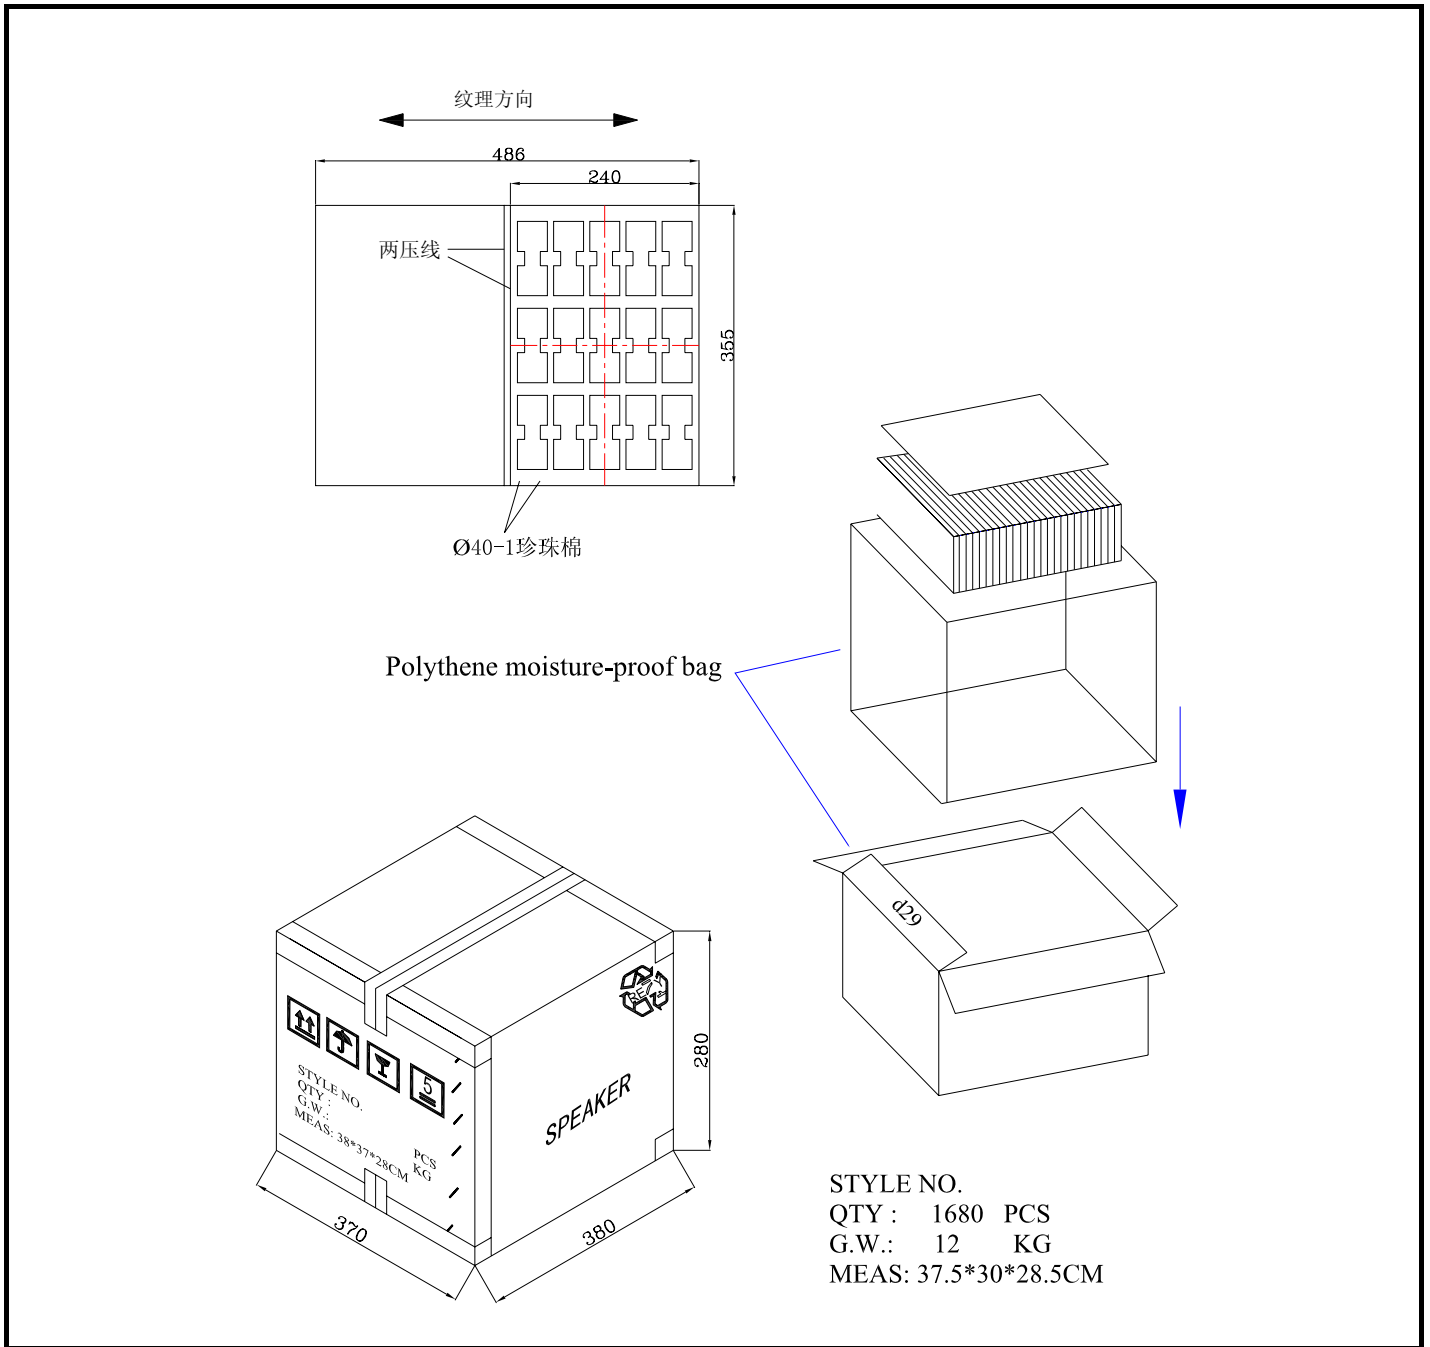 纹理方向
486
240
两压线
355
Ø40-1珍珠棉
Polythene moisture-proof bag
d29
RECY
280
5
STYLE NO.
QTY :
G.W.:
PCS
KG
MEAS: 38*37*28CM
SPEAKER
370
380
STYLE NO.
QTY : 1680 PCS
G.W.: 12 KG
MEAS: 37.5*30*28.5CM